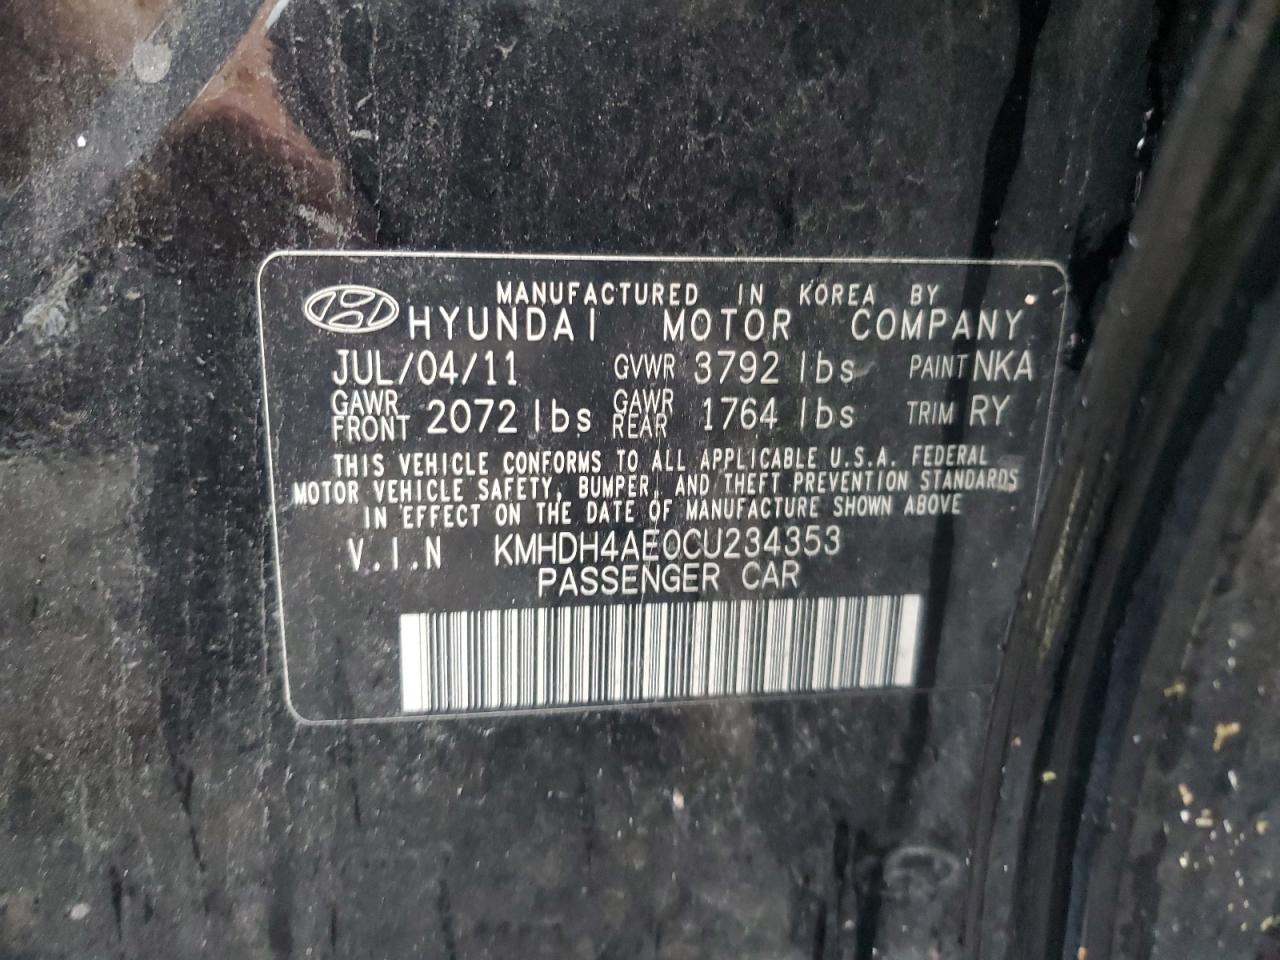 MANUFACTURED IN KOREA BY
HYUNDAI MOTOR COMPANY
JUL/04/11 GVWR 3792 lbs PAINT NKA
GAWR FRONT 2072 lbs GAWR REAR 1764 lbs TRIM RY
THIS VEHICLE CONFORMS TO ALL APPLICABLE U.S.A. FEDERAL
MOTOR VEHICLE SAFETY, BUMPER, AND THEFT PREVENTION STANDARDS
IN EFFECT ON THE DATE OF MANUFACTURE SHOWN ABOVE
V.I.N KMHDH4AE0CU234353
PASSENGER CAR